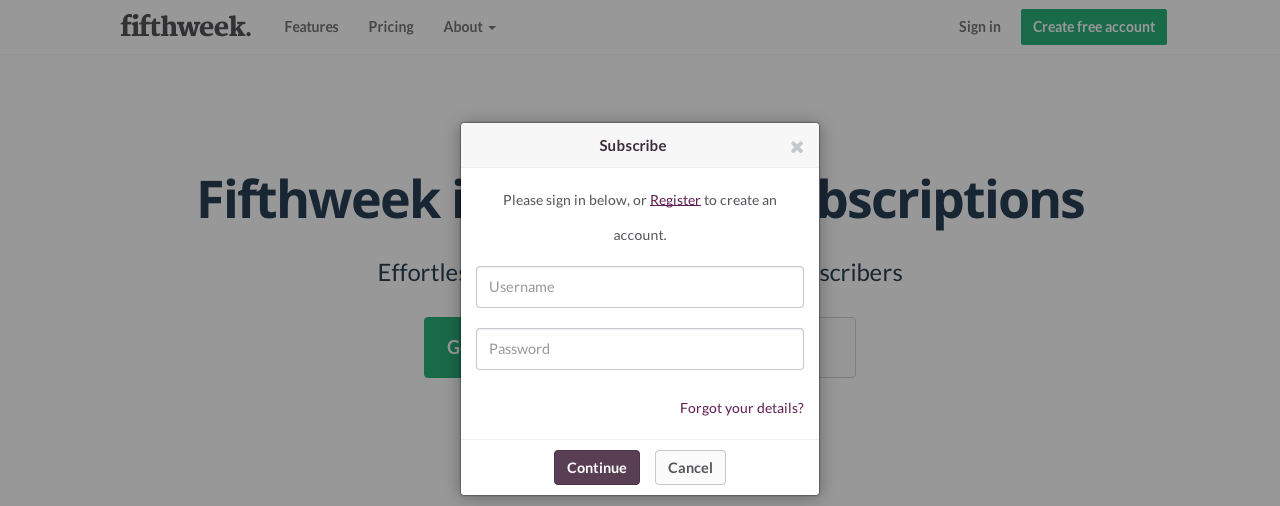 fifthweek.
Features Pricing About
Sign in Create free account
Subscribe
Fifthweek i bscriptions
Please sign in below, or Register to create an
account.
Effortles scribers
Username
G
Password
Forgot your details?
Continue Cancel